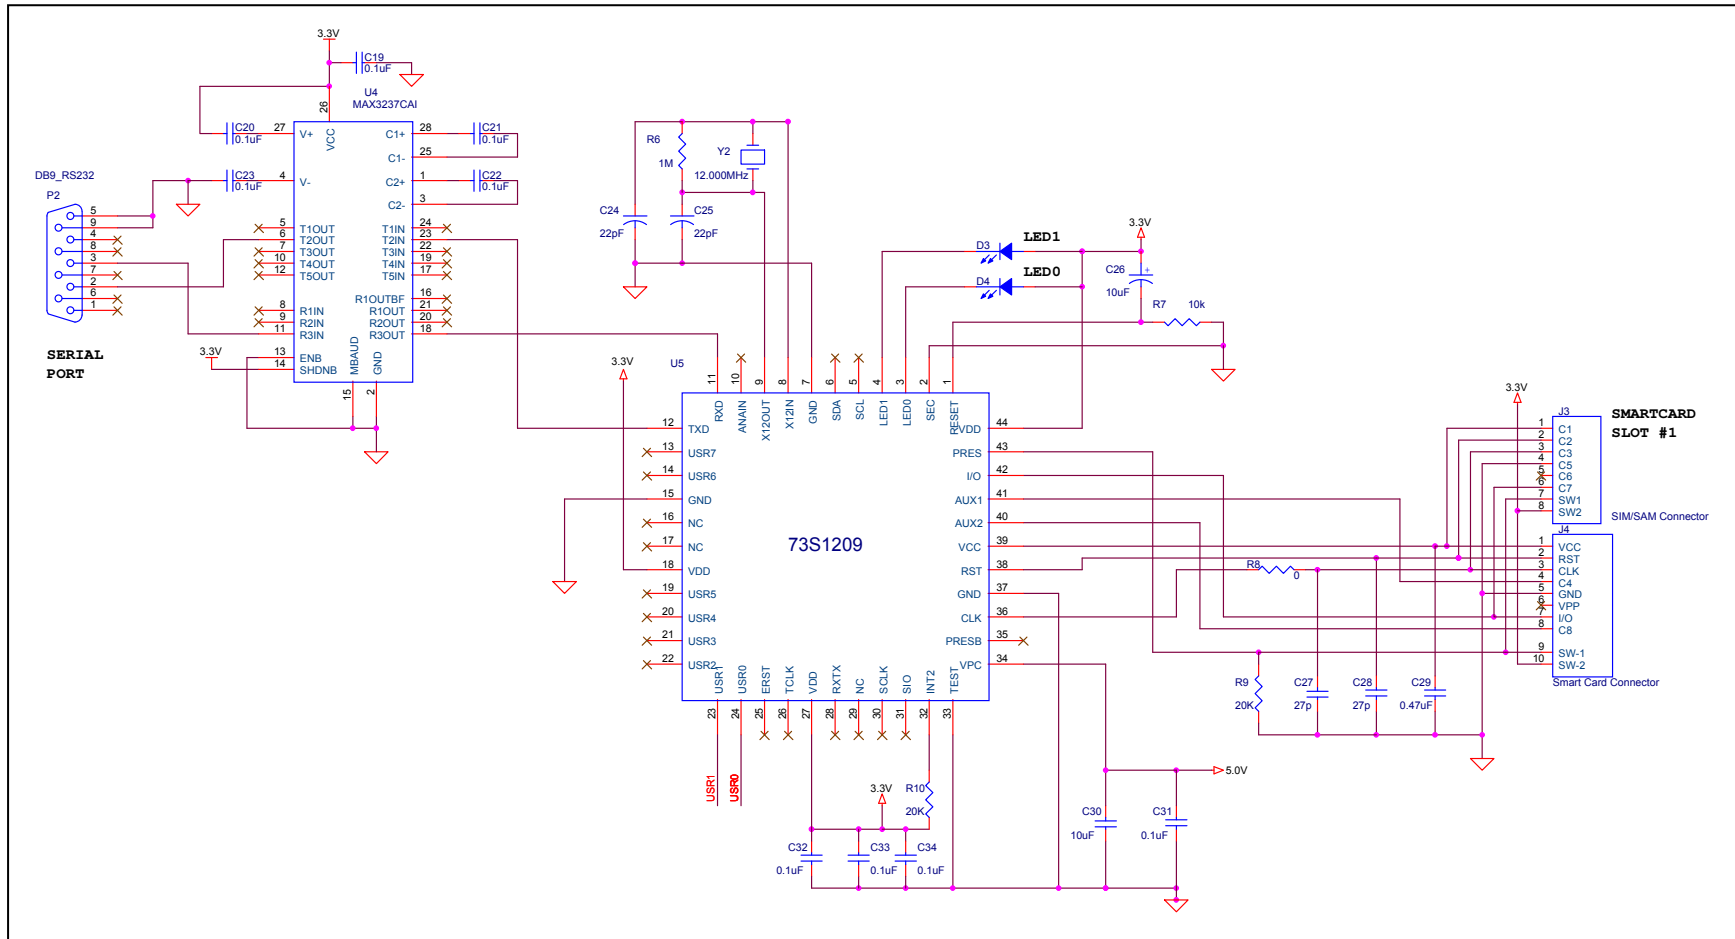 3.3V
C19
0.1uF
U4
MAX3237CAI
26
VCC
C20
0.1uF
27
V+
C1+
28
C21
0.1uF
C1-
25
C23
0.1uF
4
V-
C2+
1
C22
0.1uF
C2-
3
DB9_RS232
P2
5
9
4
8
3
7
2
6
1
SERIAL
PORT
5
T1OUT
6
T2OUT
7
T3OUT
10
T4OUT
12
T5OUT
T1IN
24
T2IN
23
T3IN
22
T4IN
19
T5IN
17
R1OUTBF
16
8
R1IN
R1OUT
21
9
R2IN
R2OUT
20
11
R3IN
R3OUT
18
3.3V
13
ENB
14
SHDNB
MBAUD
GND
15
2
R6
1M
Y2
12.000MHz
C24
22pF
C25
22pF
D3
LED1
D4
LED0
3.3V
C26
+
10uF
R7
10k
3.3V
U5
11
10
9
8
7
6
5
4
3
2
1
RXD
ANAIN
X12OUT
X12IN
GND
SDA
SCL
LED1
LED0
SEC
RESET
73S1209
12
TXD
13
USR7
14
USR6
15
GND
16
NC
17
NC
18
VDD
19
USR5
20
USR4
21
USR3
22
USR2
VDD
44
PRES
43
I/O
42
AUX1
41
AUX2
40
VCC
39
RST
38
GND
37
CLK
36
PRESB
35
VPC
34
USR1
USR0
ERST
TCLK
VDD
RXTX
NC
SCLK
SIO
INT2
TEST
23
24
25
26
27
28
29
30
31
32
33
USR1
USR0
3.3V
R10
20K
C32
0.1uF
C33
0.1uF
C34
0.1uF
C30
10uF
C31
0.1uF
5.0V
R8
0
R9
20K
C27
27p
C28
27p
C29
0.47uF
3.3V
J3
SMARTCARD
SLOT #1
1
C1
2
C2
3
C3
4
C5
5
C6
6
C7
7
SW1
8
SW2
SIM/SAM Connector
J4
1
VCC
2
RST
3
CLK
4
C4
5
GND
6
VPP
7
I/O
8
C8
9
SW-1
10
SW-2
Smart Card Connector